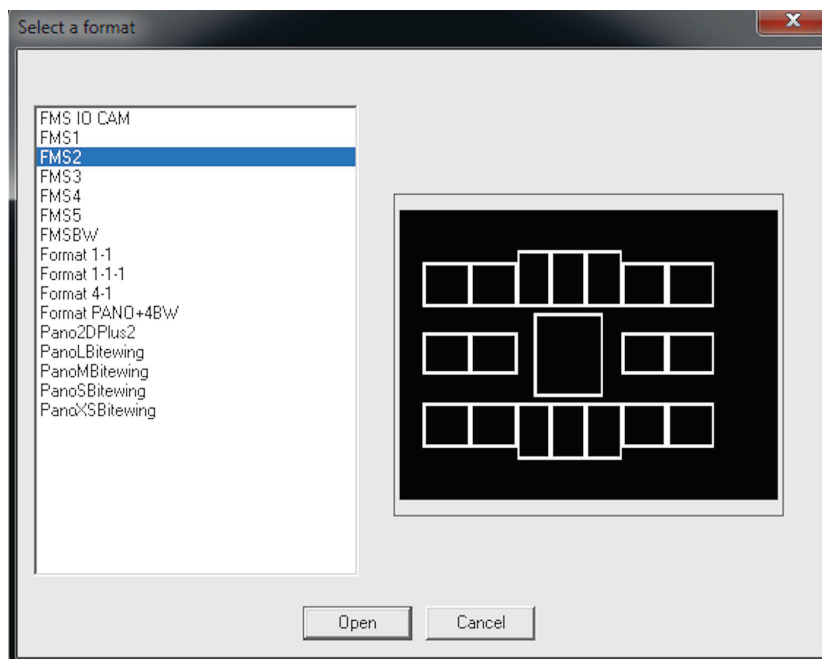 Select a format
FMS IO CAM
FMS1
FMS2
FMS3
FMS4
FMS5
FMSBW
Format 1-1
Format 1-1-1
Format 4-1
Format PANO+4BW
Pano2DPlus2
PanoLBitewing
PanoMBitewing
PanoSBitewing
PanoXSBitewing
Open
Cancel